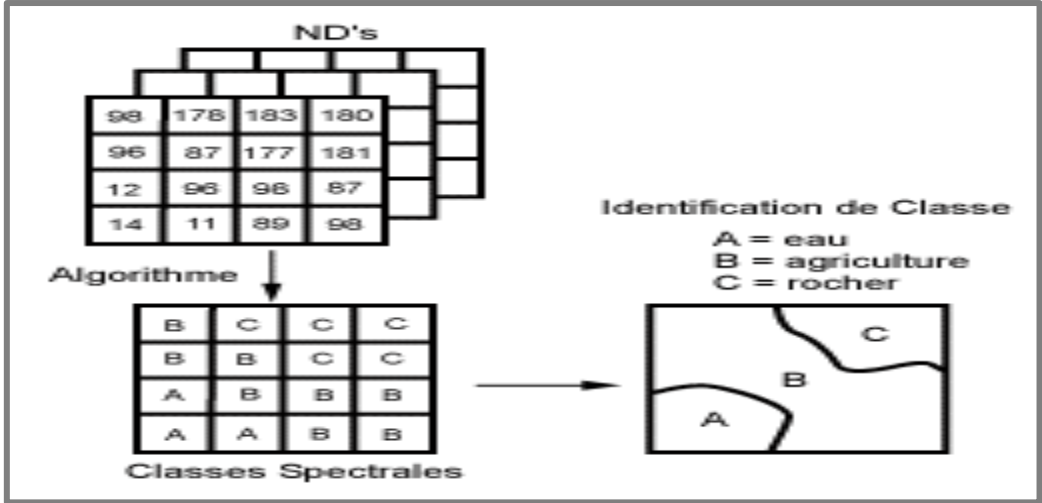 ND's
98 178 183 180
96 87 177 181
12 96 98 87
14 11 89 98
Algorithme
B C C C
B B C C
A B B B
A A B B
Classes Spectrales
Identification de Classe
A = eau
B = agriculture
C = rocher
C
B
A